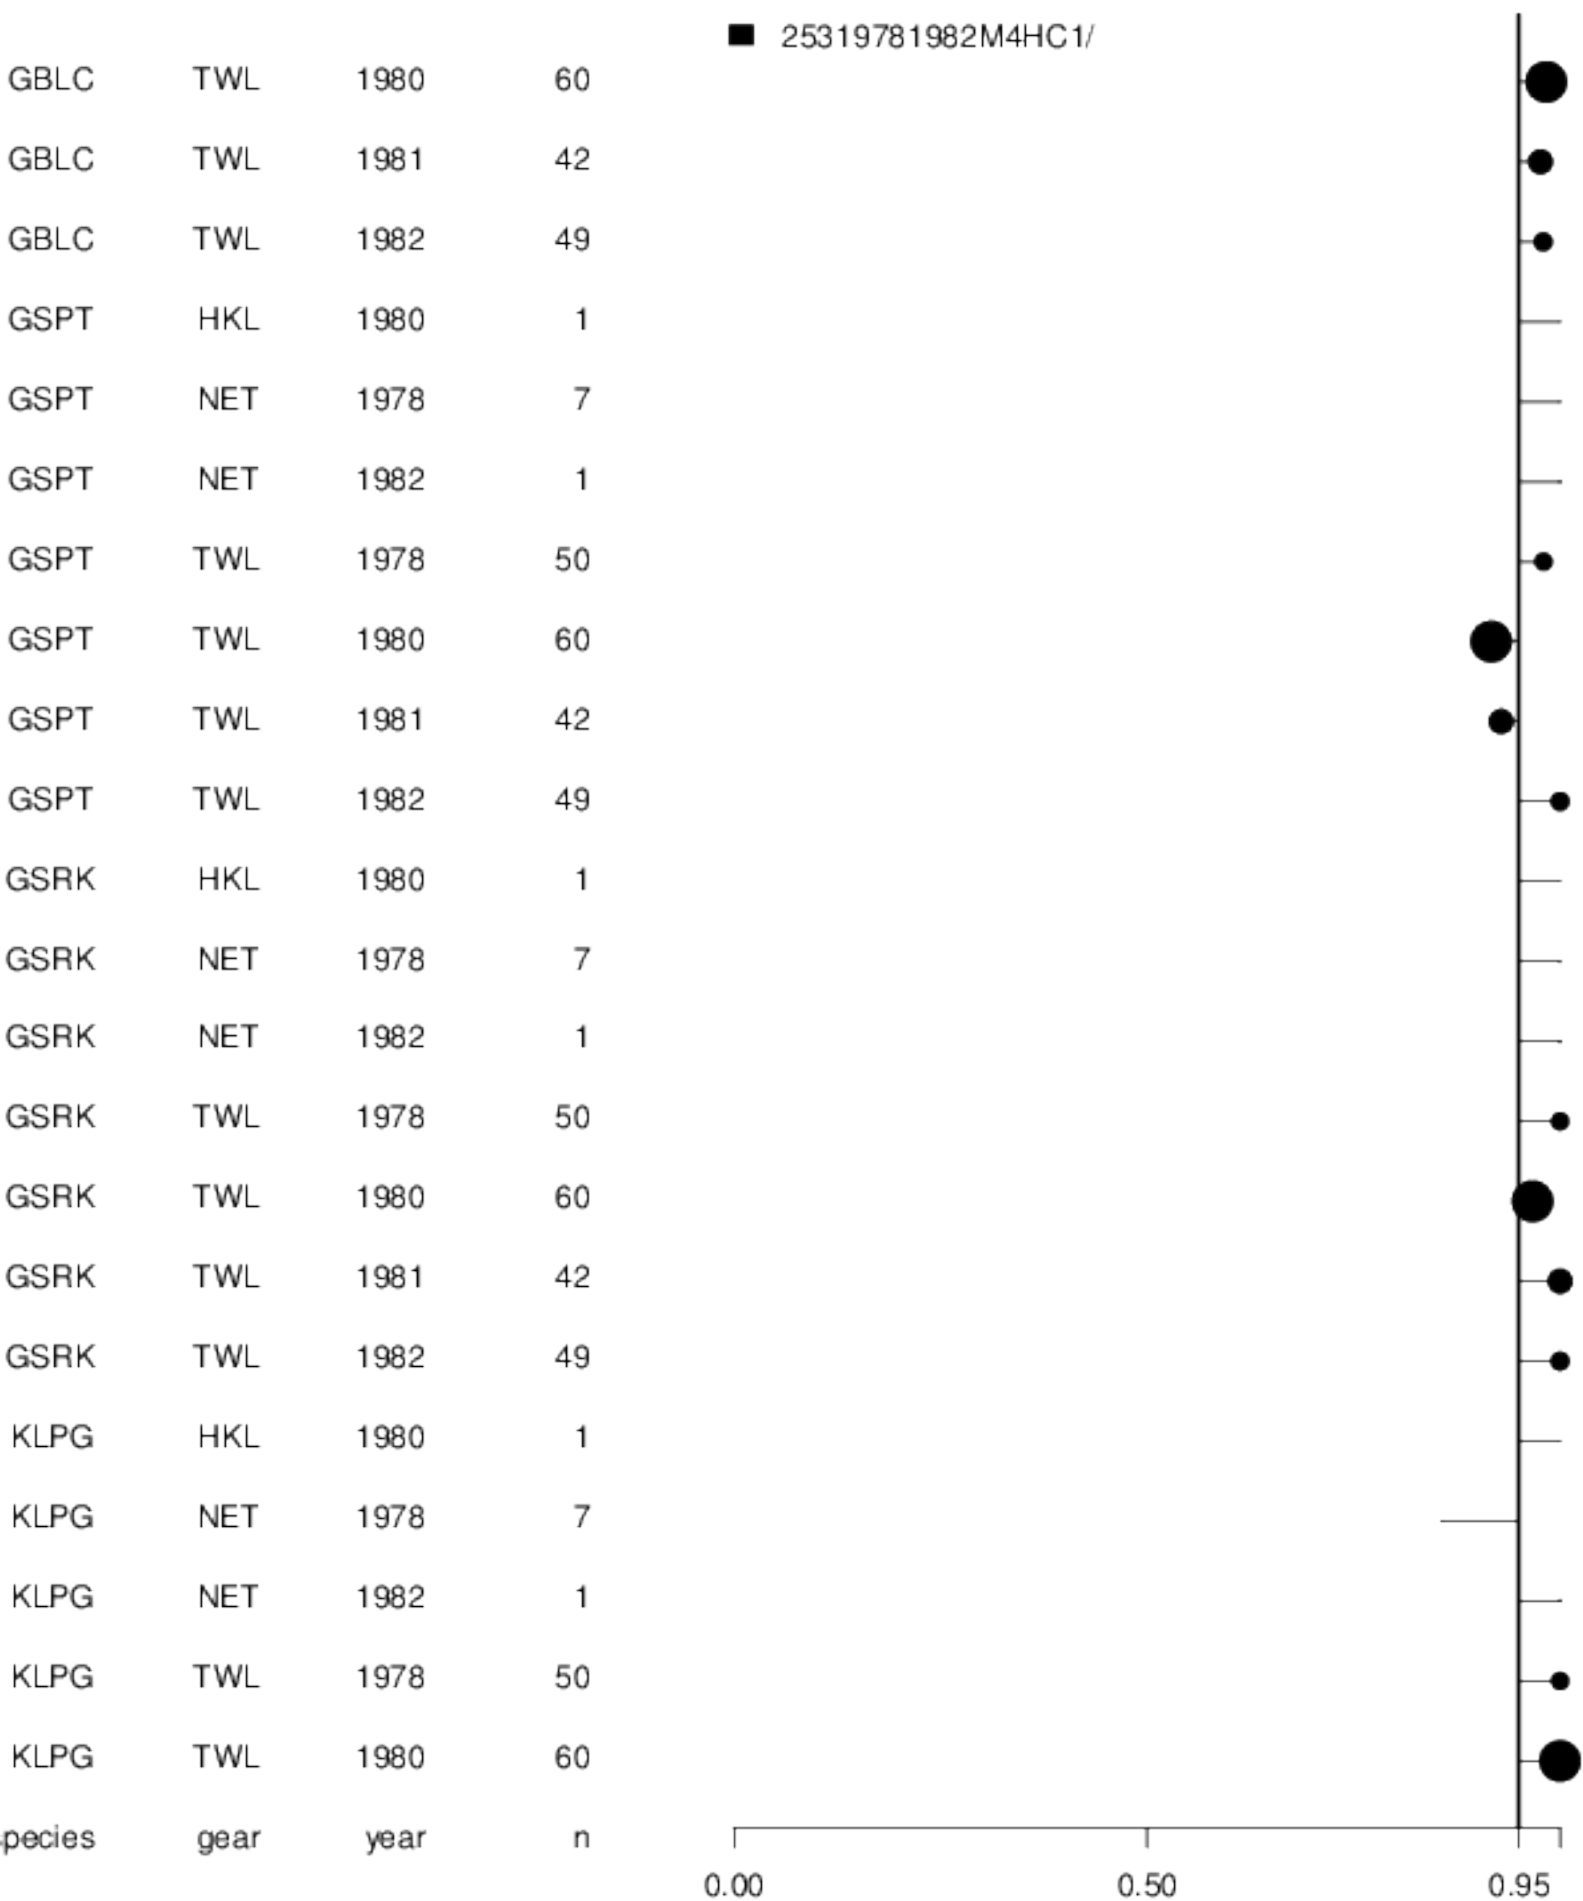 25319781982M4HC1/
GBLC TWL 1980 60
GBLC TWL 1981 42
GBLC TWL 1982 49
GSPT HKL 1980 1
GSPT NET 1978 7
GSPT NET 1982 1
GSPT TWL 1978 50
GSPT TWL 1980 60
GSPT TWL 1981 42
GSPT TWL 1982 49
GSRK HKL 1980 1
GSRK NET 1978 7
GSRK NET 1982 1
GSRK TWL 1978 50
GSRK TWL 1980 60
GSRK TWL 1981 42
GSRK TWL 1982 49
KLPG HKL 1980 1
KLPG NET 1978 7
KLPG NET 1982 1
KLPG TWL 1978 50
KLPG TWL 1980 60
pecies gear year n
0.00 0.50 0.95